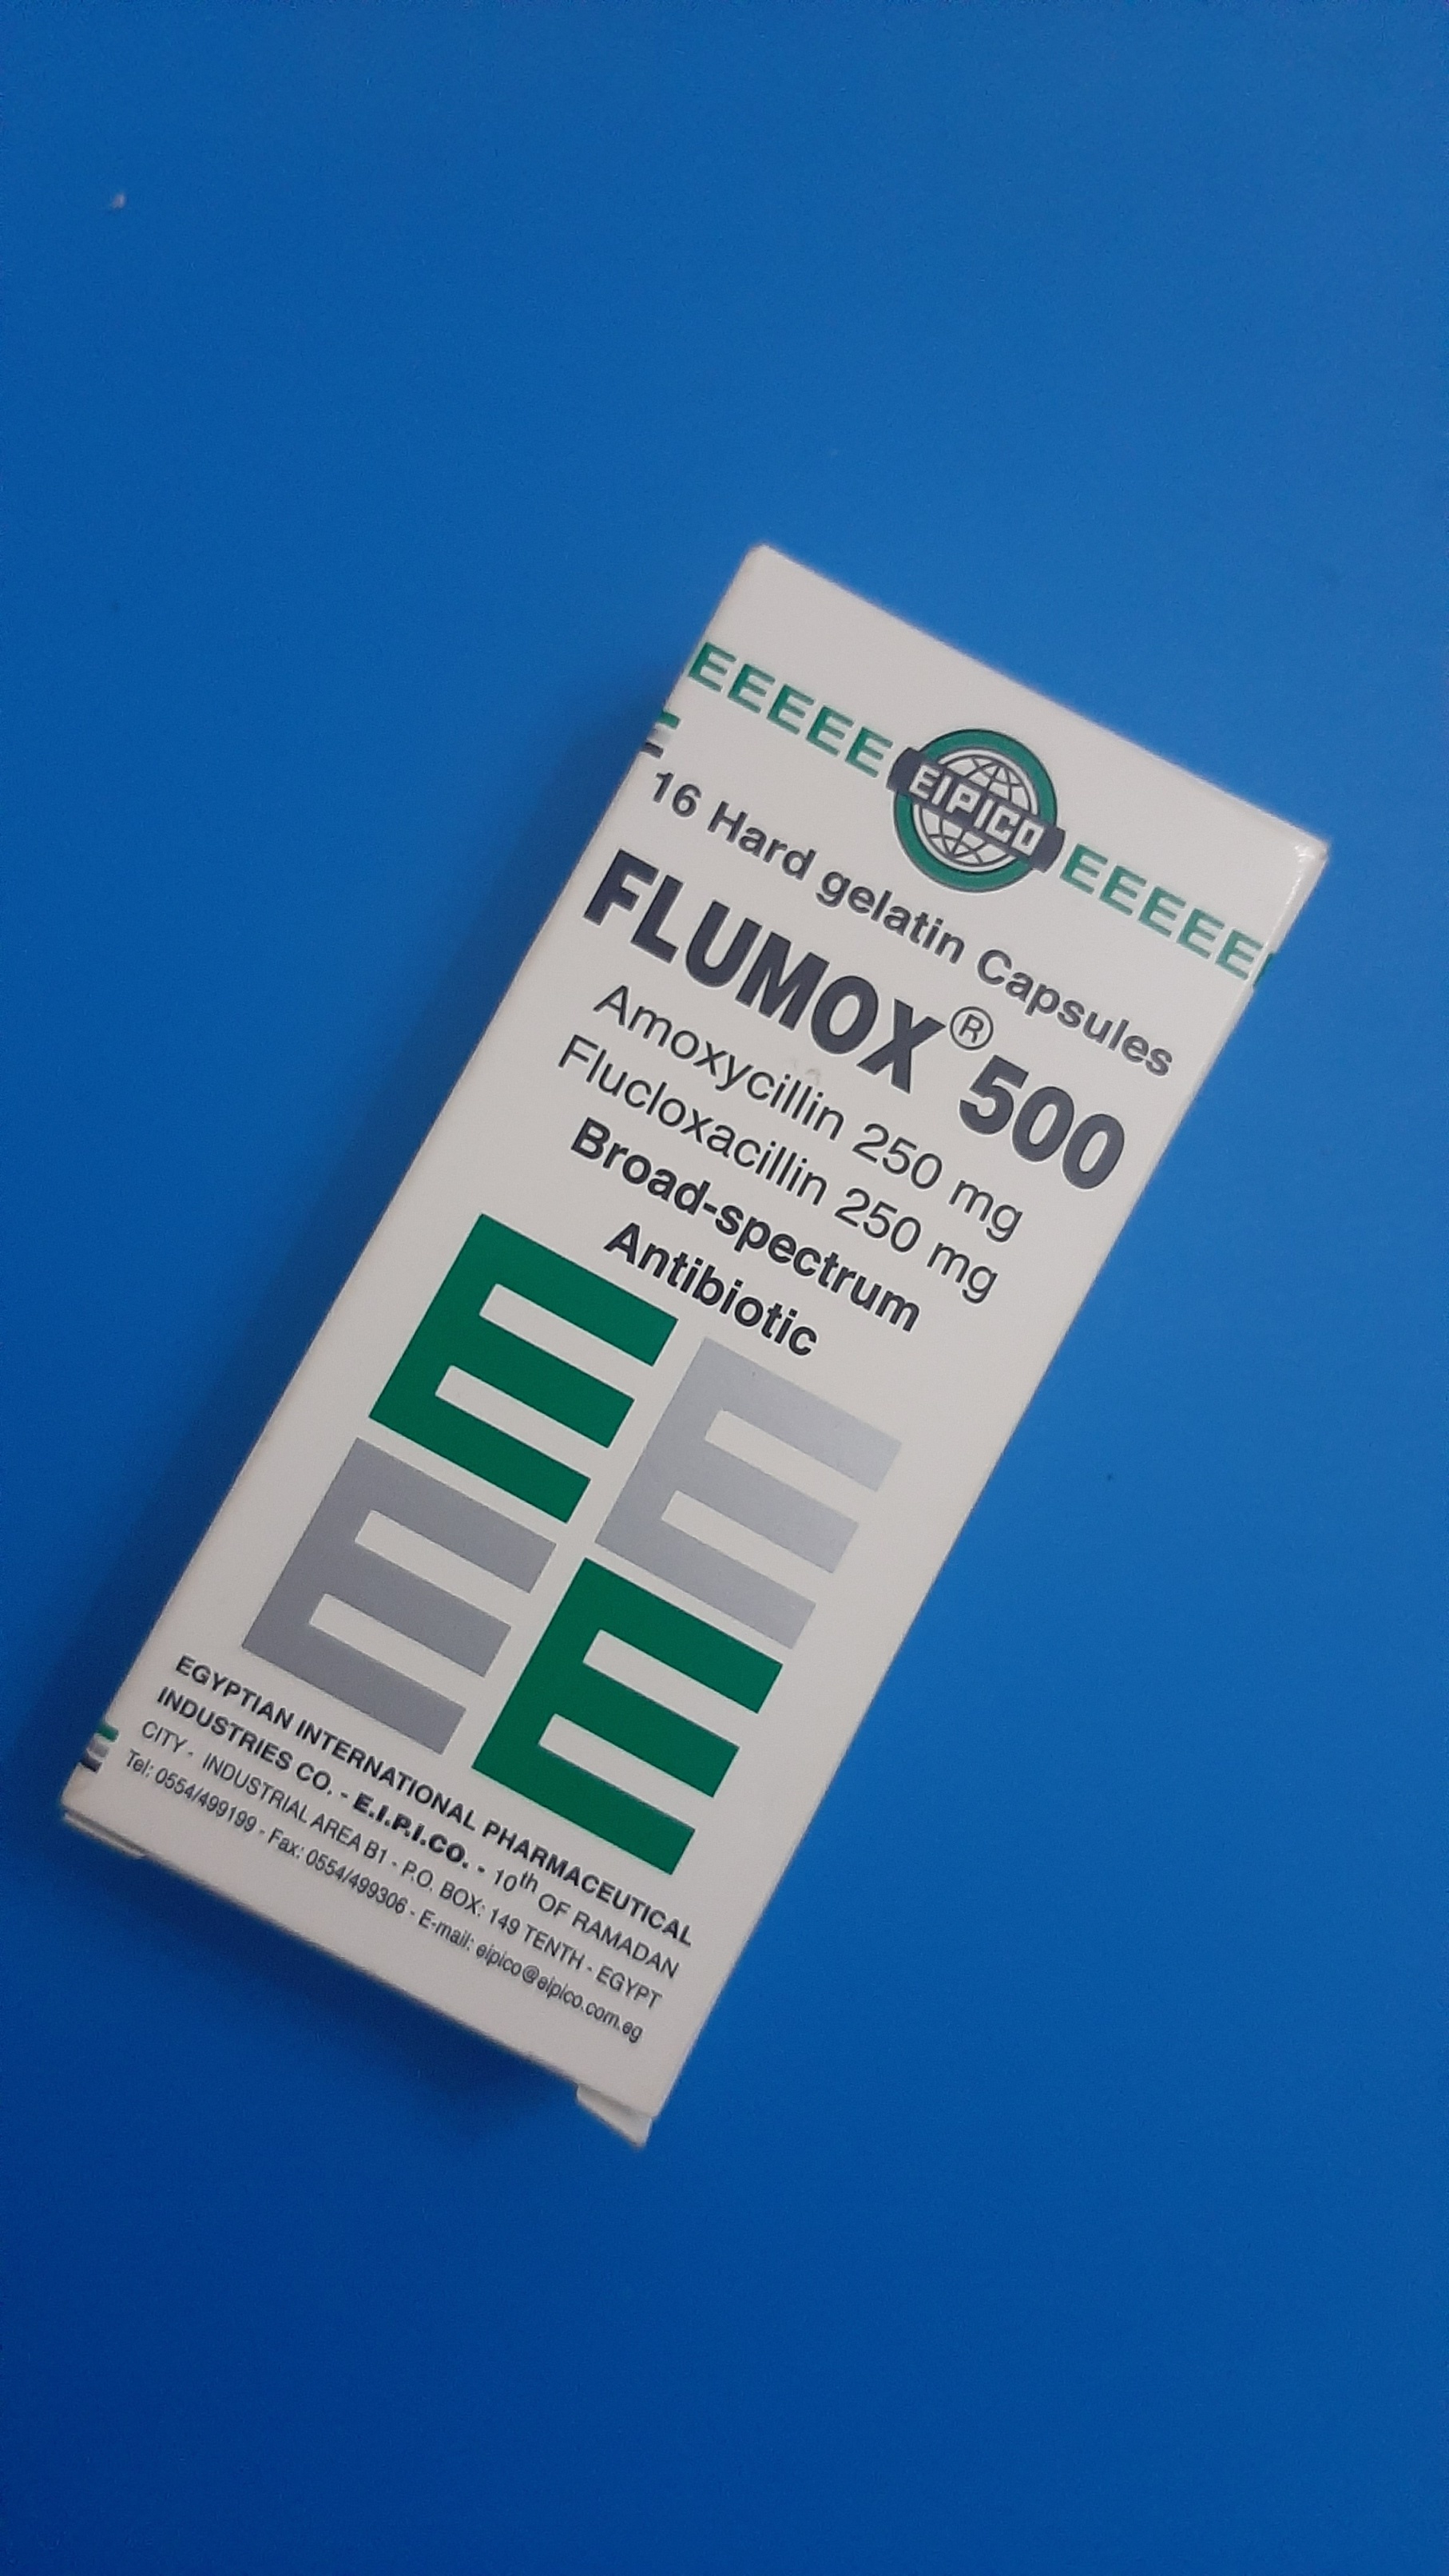 EEEEE EIPICO EEEEE
16 Hard gelatin Capsules
FLUMOX® 500
Amoxycillin 250 mg
Flucloxacillin 250 mg
Broad-spectrum
Antibiotic
E E
E E
EGYPTIAN INTERNATIONAL PHARMACEUTICAL
INDUSTRIES CO. - E.I.P.I.CO. - 10th OF RAMADAN
CITY - INDUSTRIAL AREA B1 - P.O. BOX: 149 TENTH - EGYPT
Tel: 0554/499199 - Fax: 0554/499306 - E-mail: eipico@eipico.com.eg